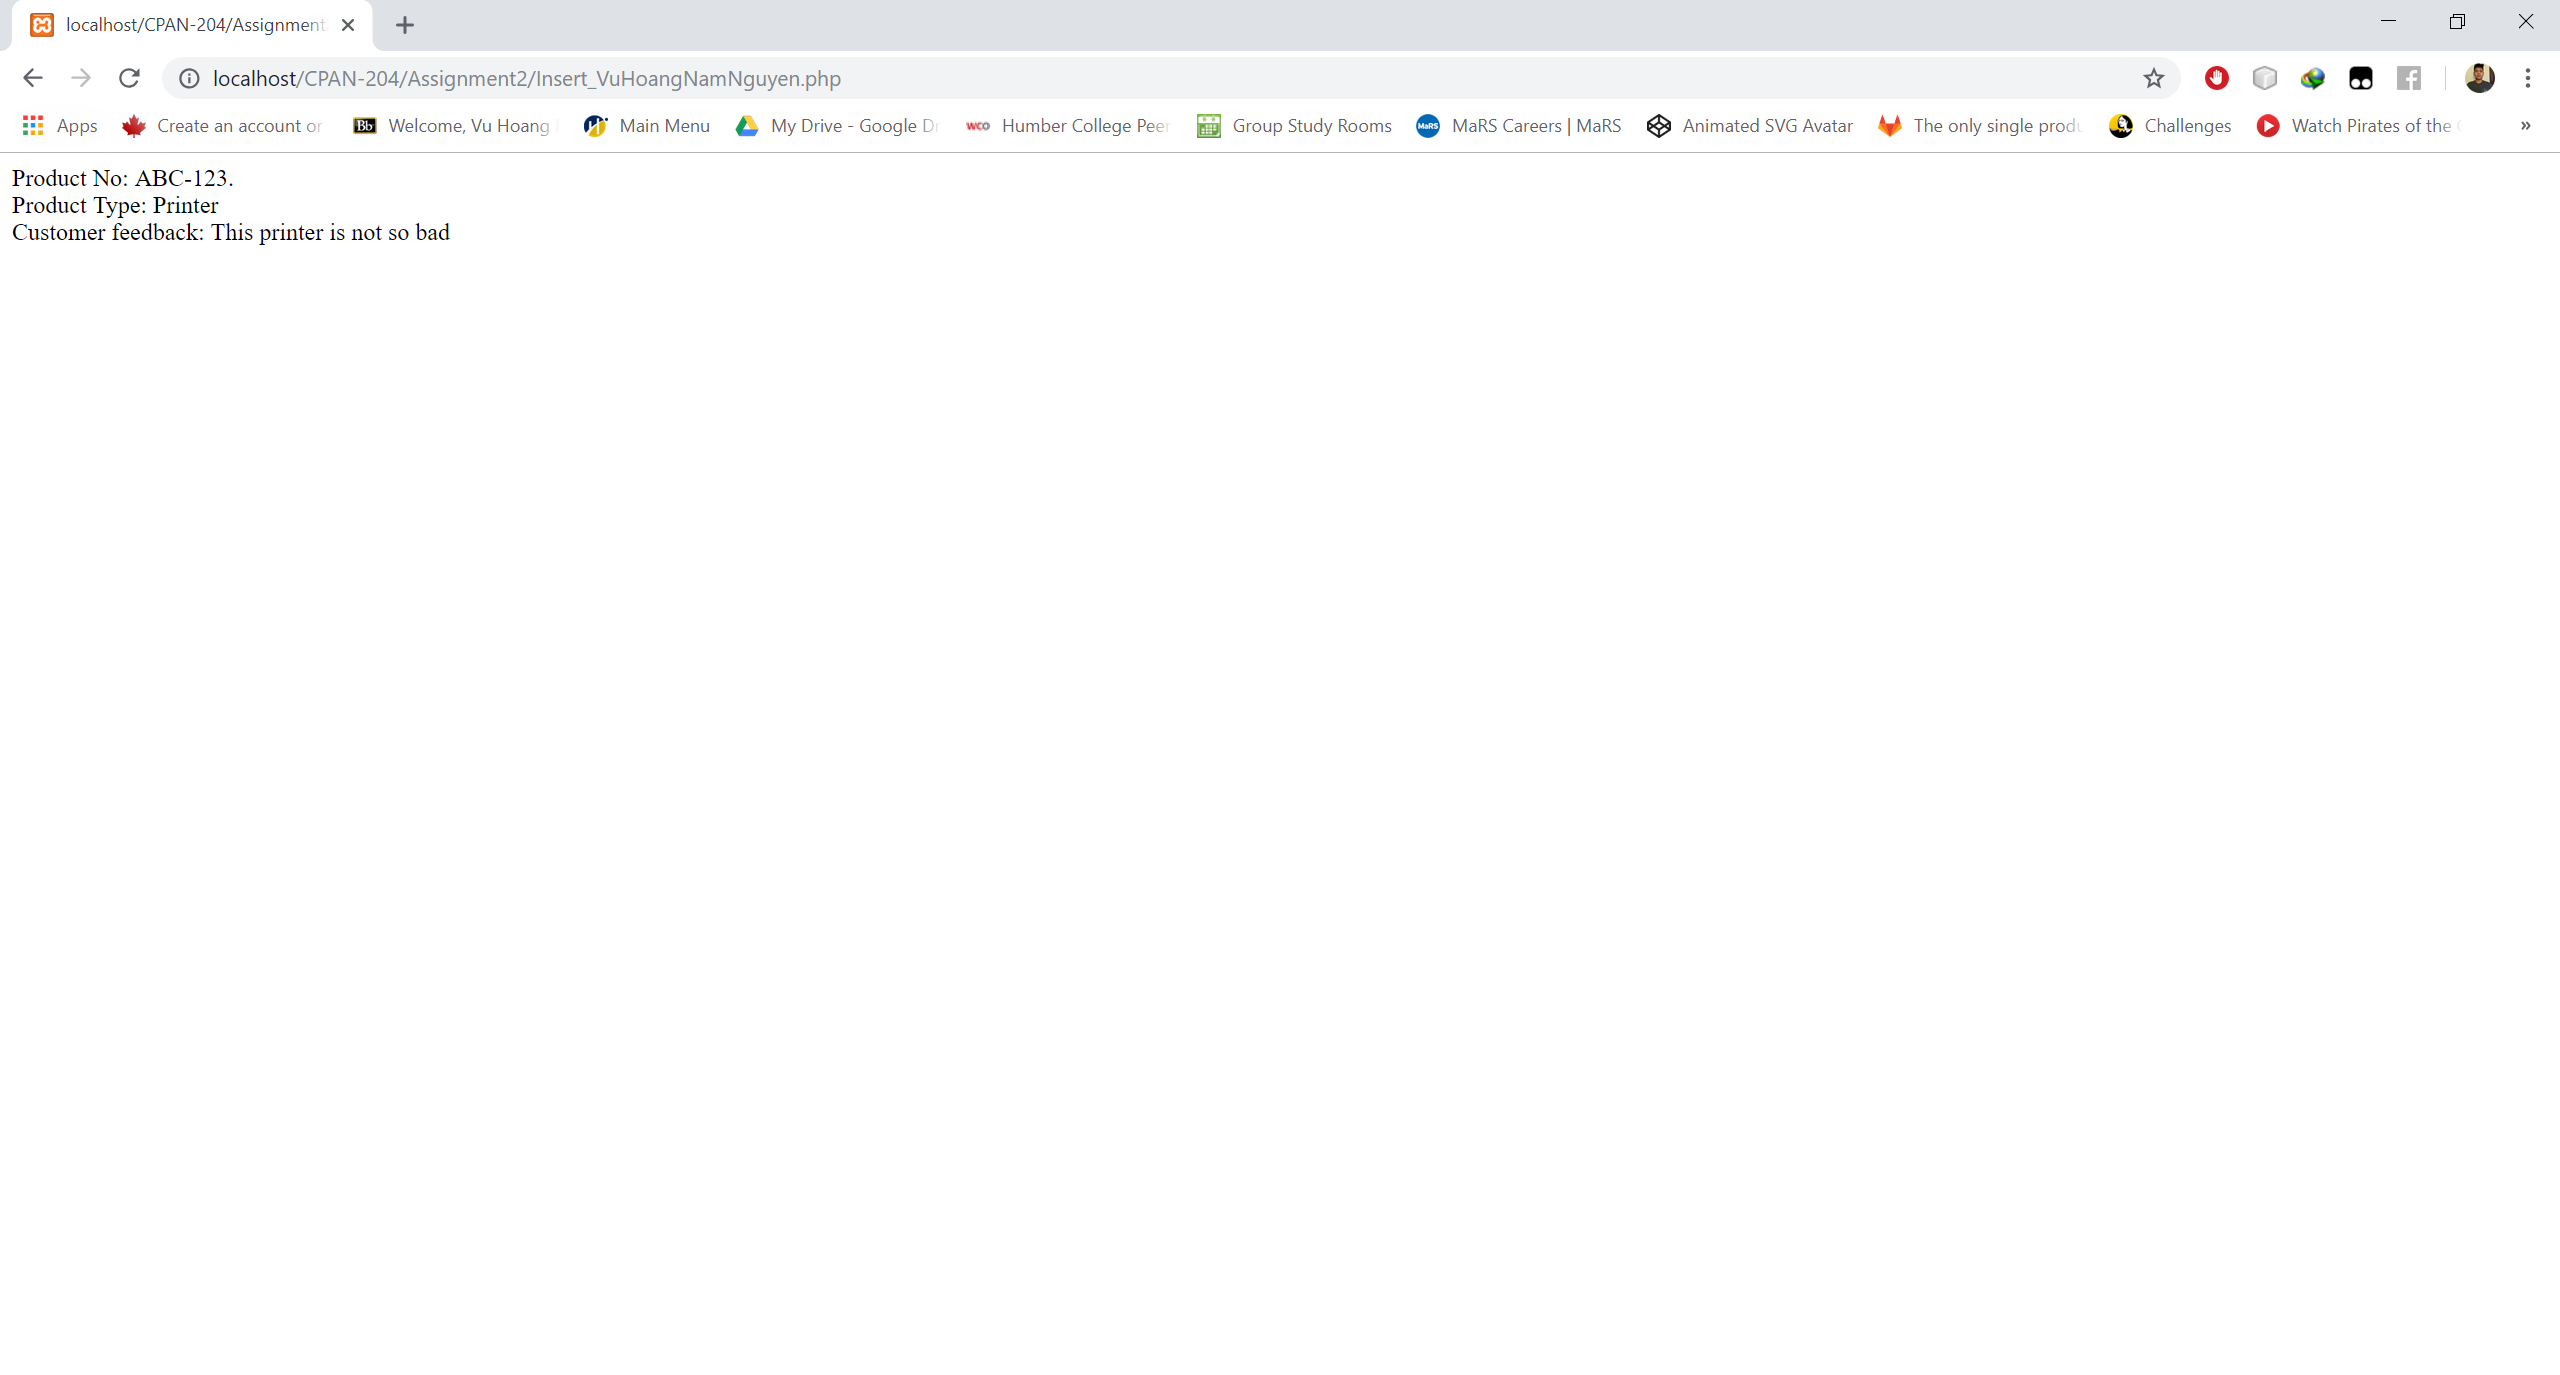 localhost/CPAN-204/Assignment
localhost/CPAN-204/Assignment2/Insert_VuHoangNamNguyen.php
Apps Create an account or Bb Welcome, Vu Hoang Main Menu My Drive - Google Dr WCO Humber College Peer Group Study Rooms MaRS MaRS Careers | MaRS Animated SVG Avatar The only single produ Challenges Watch Pirates of the »
Product No: ABC-123.
Product Type: Printer
Customer feedback: This printer is not so bad